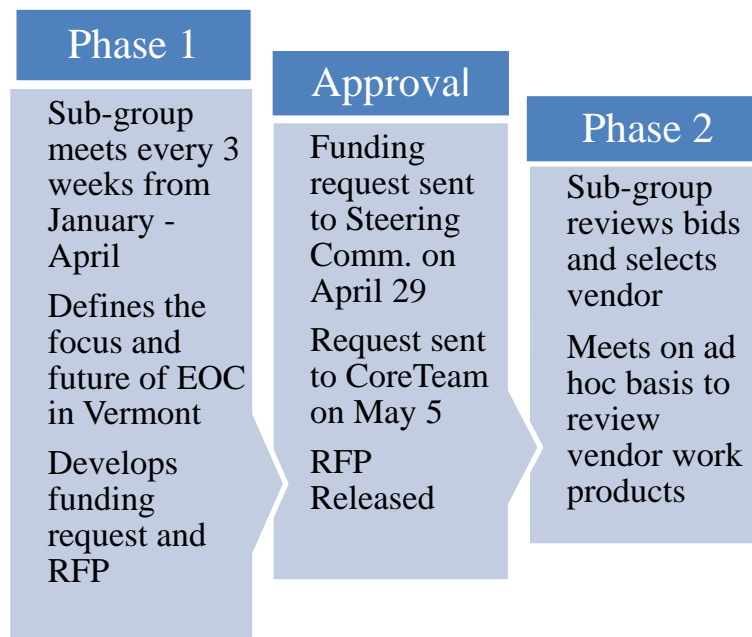 Phase 1
Sub-group
meets every 3
weeks from
January -
April
Defines the
focus and
future of EOC
in Vermont
Develops
funding
request and
RFP
Approval
Funding
request sent
to Steering
Comm. on
April 29
Request sent
to CoreTeam
on May 5
RFP
Released
Phase 2
Sub-group
reviews bids
and selects
vendor
Meets on ad
hoc basis to
review
vendor work
products